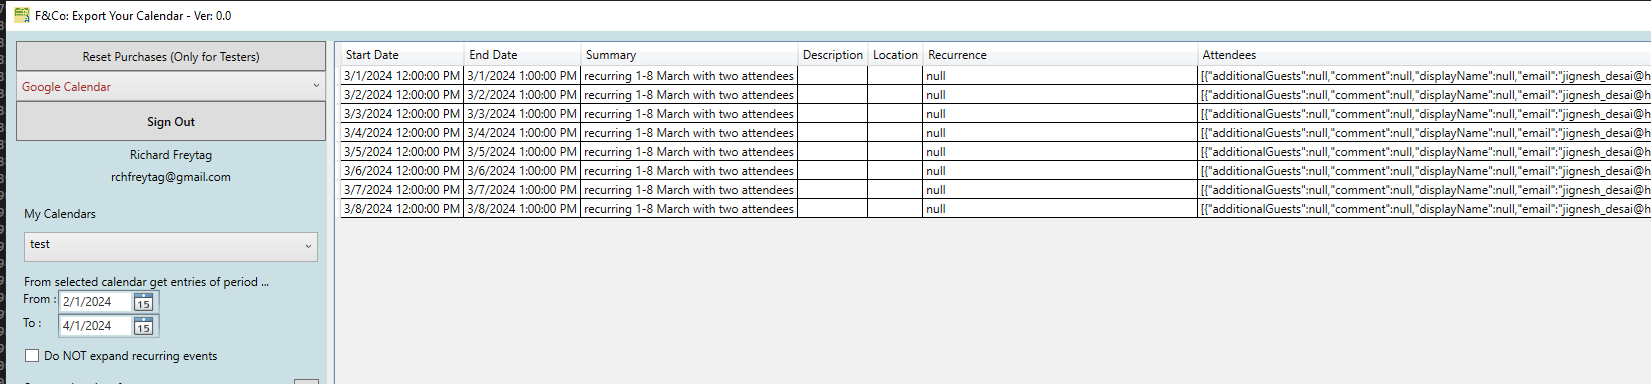 F&Co: Export Your Calendar - Ver: 0.0
Reset Purchases (Only for Testers)
Google Calendar
Sign Out
Richard Freytag
rchfreytag@gmail.com
My Calendars
test
From selected calendar get entries of period ...
From : 2/1/2024 15
To : 4/1/2024 15
Do NOT expand recurring events
Start Date End Date Summary Description Location Recurrence Attendees
3/1/2024 12:00:00 PM 3/1/2024 1:00:00 PM recurring 1-8 March with two attendees null [{"additionalGuests":null,"comment":null,"displayName":null,"email":"jignesh_desai@h
3/2/2024 12:00:00 PM 3/2/2024 1:00:00 PM recurring 1-8 March with two attendees null [{"additionalGuests":null,"comment":null,"displayName":null,"email":"jignesh_desai@h
3/3/2024 12:00:00 PM 3/3/2024 1:00:00 PM recurring 1-8 March with two attendees null [{"additionalGuests":null,"comment":null,"displayName":null,"email":"jignesh_desai@h
3/4/2024 12:00:00 PM 3/4/2024 1:00:00 PM recurring 1-8 March with two attendees null [{"additionalGuests":null,"comment":null,"displayName":null,"email":"jignesh_desai@h
3/5/2024 12:00:00 PM 3/5/2024 1:00:00 PM recurring 1-8 March with two attendees null [{"additionalGuests":null,"comment":null,"displayName":null,"email":"jignesh_desai@h
3/6/2024 12:00:00 PM 3/6/2024 1:00:00 PM recurring 1-8 March with two attendees null [{"additionalGuests":null,"comment":null,"displayName":null,"email":"jignesh_desai@h
3/7/2024 12:00:00 PM 3/7/2024 1:00:00 PM recurring 1-8 March with two attendees null [{"additionalGuests":null,"comment":null,"displayName":null,"email":"jignesh_desai@h
3/8/2024 12:00:00 PM 3/8/2024 1:00:00 PM recurring 1-8 March with two attendees null [{"additionalGuests":null,"comment":null,"displayName":null,"email":"jignesh_desai@h